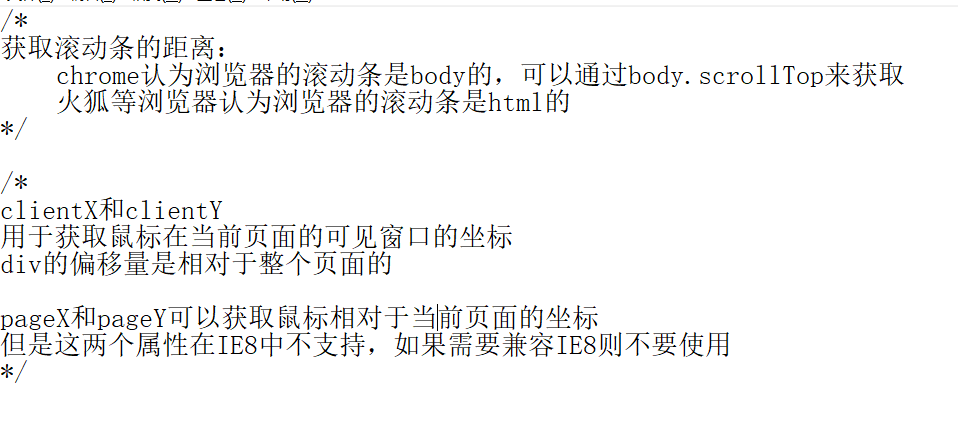 /*
获取滚动条的距离：
chrome认为浏览器的滚动条是body的，可以通过body.scrollTop来获取
火狐等浏览器认为浏览器的滚动条是html的
*/
/*
clientX和clientY
用于获取鼠标在当前页面的可见窗口的坐标
div的偏移量是相对于整个页面的
pageX和pageY可以获取鼠标相对于当前页面的坐标
但是这两个属性在IE8中不支持，如果需要兼容IE8则不要使用
*/